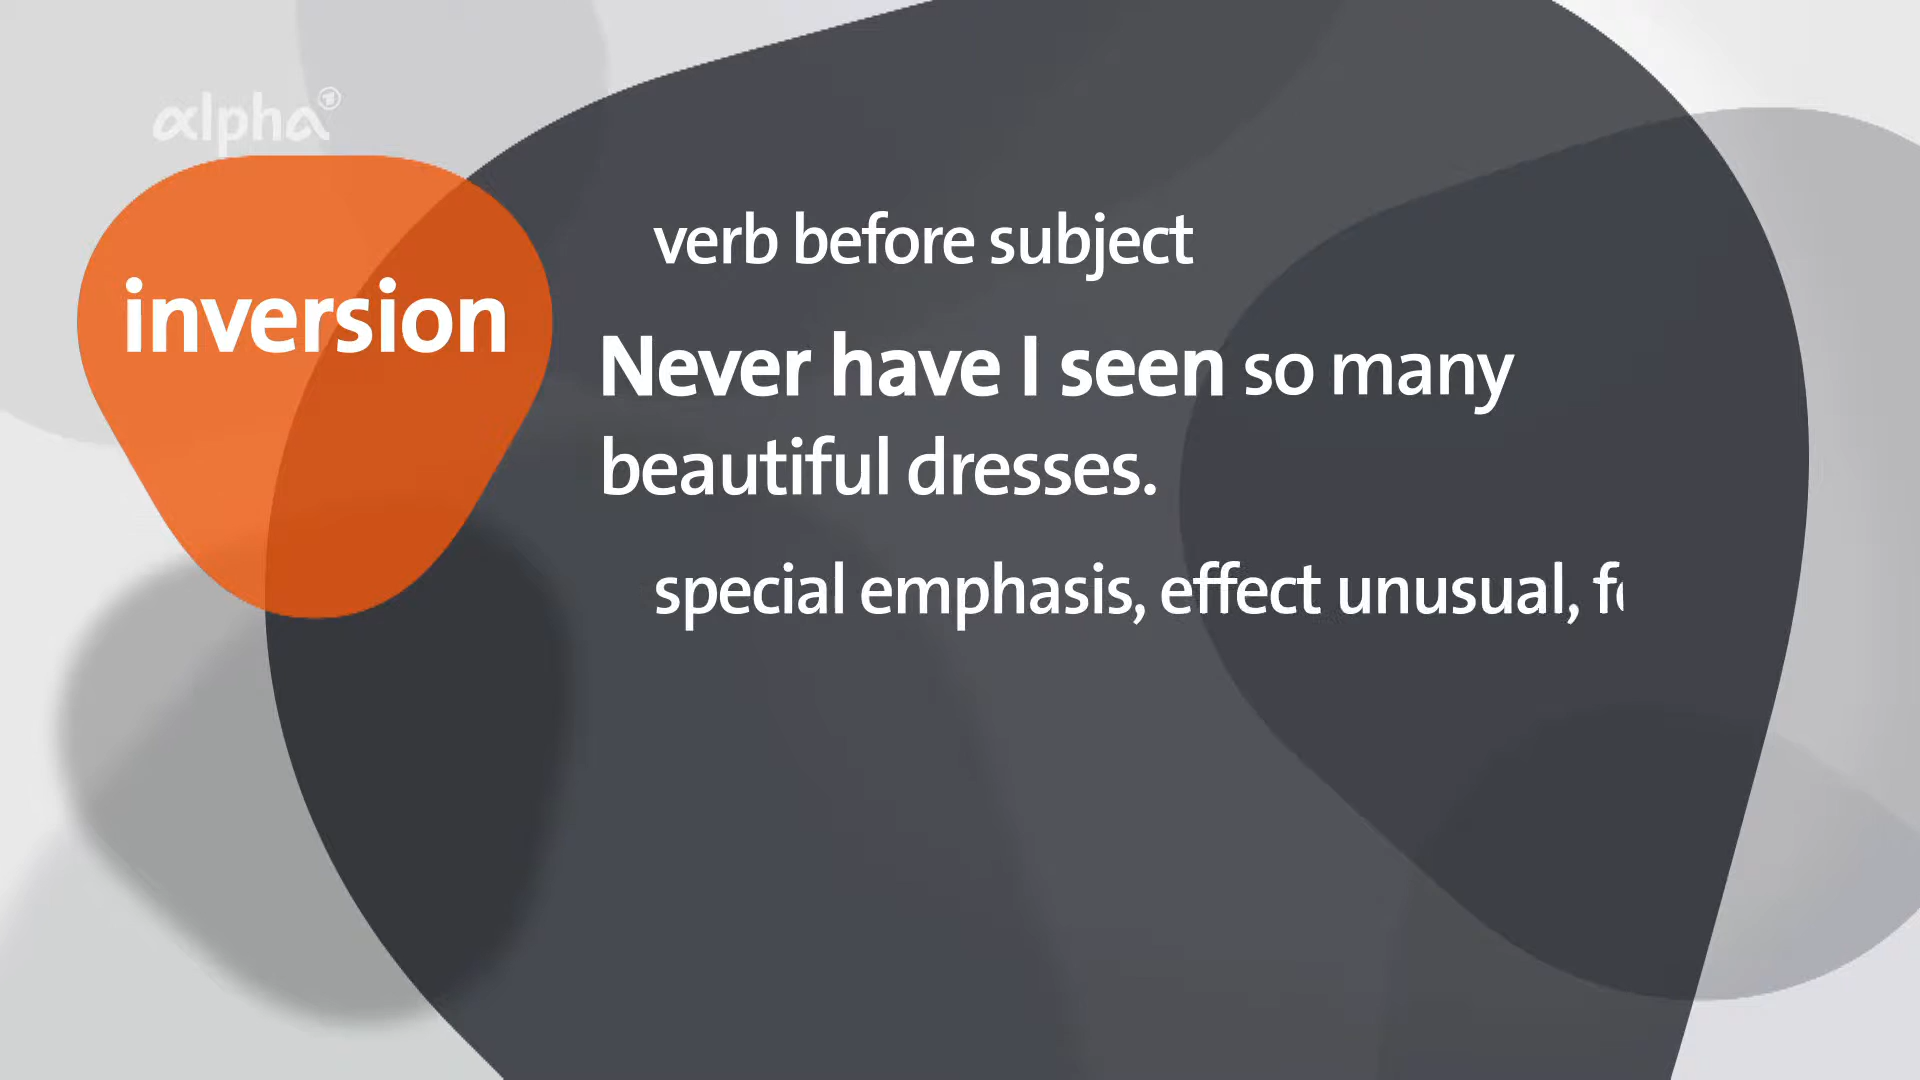 alpha
inversion
verb before subject
Never have I seen so many
beautiful dresses.
special emphasis, effect unusual,